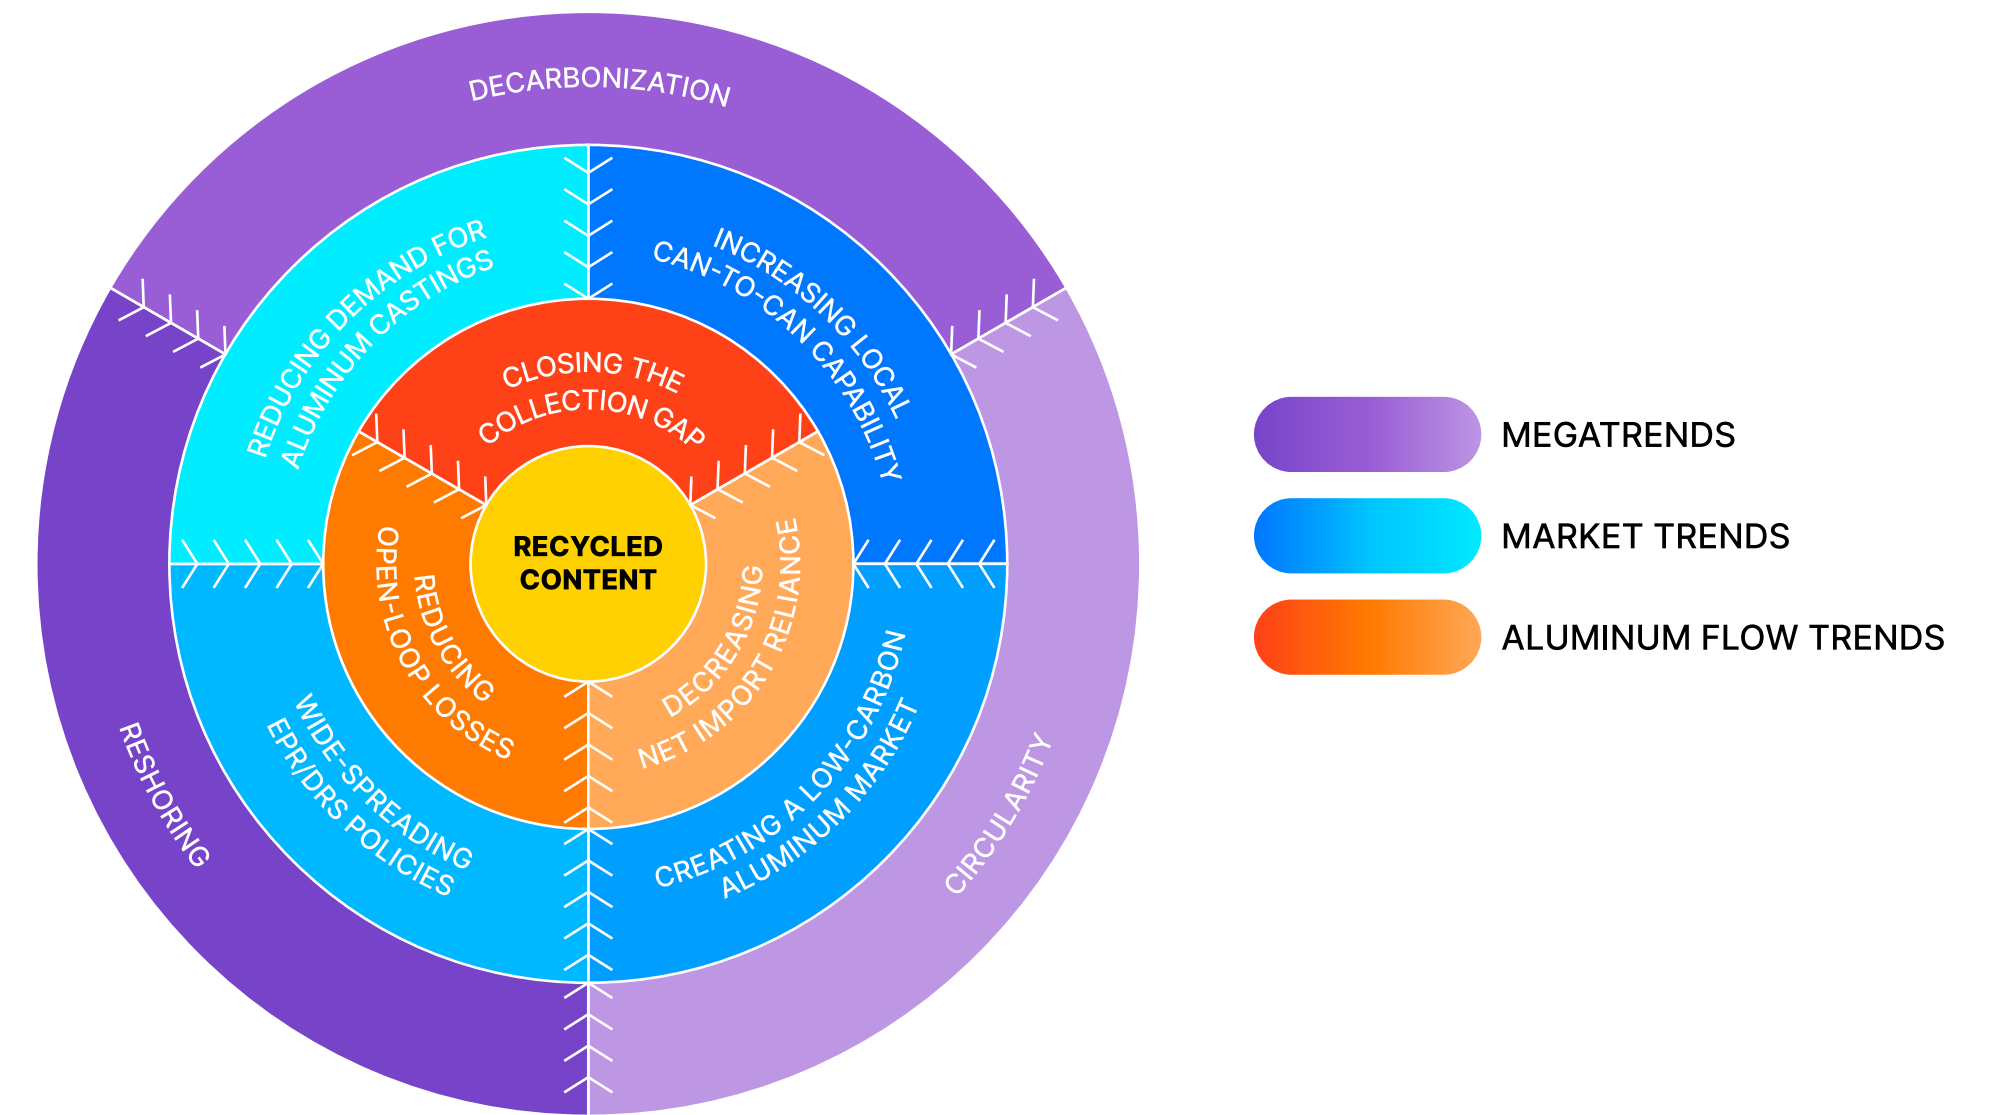 DECARBONIZATION
REDUCING DEMAND FOR
ALUMINUM CASTINGS
INCREASING LOCAL
CAN-TO-CAN CAPABILITY
CLOSING THE
COLLECTION GAP
RECYCLED
CONTENT
REDUCING
OPEN-LOOP LOSSES
DECREASING
NET IMPORT RELIANCE
WIDE-SPREADING
EPR/DRS POLICIES
CREATING A LOW-CARBON
ALUMINUM MARKET
RESHORING
CIRCULARITY
MEGATRENDS
MARKET TRENDS
ALUMINUM FLOW TRENDS